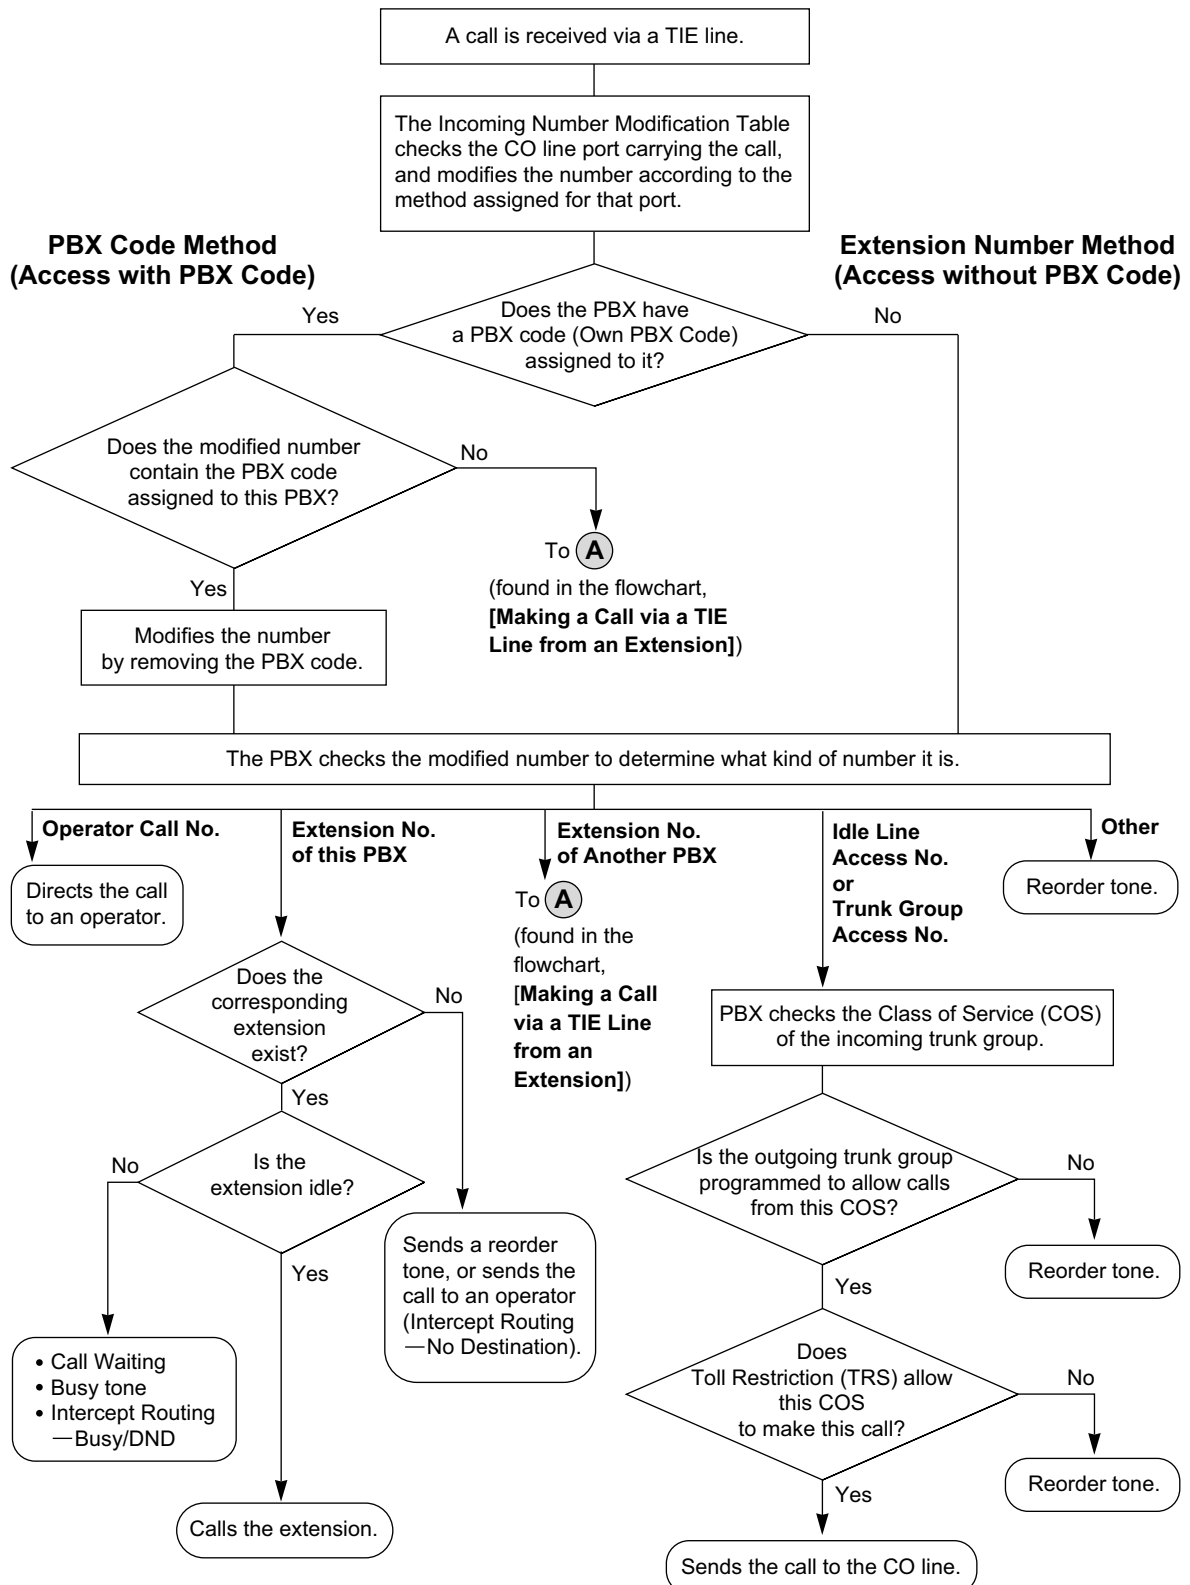 A call is received via a TIE line.
The Incoming Number Modification Table
checks the CO line port carrying the call,
and modifies the number according to the
method assigned for that port.
PBX Code Method
(Access with PBX Code)
Extension Number Method
(Access without PBX Code)
Yes
Does the PBX have
a PBX code (Own PBX Code)
assigned to it?
No
Does the modified number
contain the PBX code
assigned to this PBX?
No
To A
(found in the flowchart,
[Making a Call via a TIE
Line from an Extension])
Yes
Modifies the number
by removing the PBX code.
The PBX checks the modified number to determine what kind of number it is.
Operator Call No.
Directs the call
to an operator.
Extension No.
of this PBX
Extension No.
of Another PBX
To A
(found in the
flowchart,
[Making a Call
via a TIE Line
from an
Extension])
Idle Line
Access No.
or
Trunk Group
Access No.
Other
Reorder tone.
Does the
corresponding
extension
exist?
No
Yes
Is the
extension idle?
No
Yes
Sends a reorder
tone, or sends the
call to an operator
(Intercept Routing
—No Destination).
• Call Waiting
• Busy tone
• Intercept Routing
—Busy/DND
Calls the extension.
PBX checks the Class of Service (COS)
of the incoming trunk group.
Is the outgoing trunk group
programmed to allow calls
from this COS?
No
Reorder tone.
Yes
Does
Toll Restriction (TRS) allow
this COS
to make this call?
No
Reorder tone.
Yes
Sends the call to the CO line.